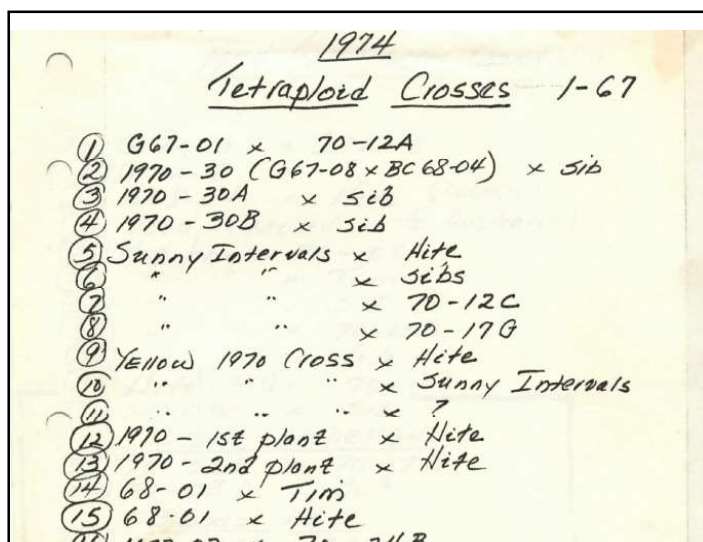 1974
Tetraploid Crosses 1-67
① G67-01 x 70-12A
② 1970-30 (G67-08 x BC68-04) x sib
③ 1970-30A x sib
④ 1970-30B x sib
⑤ Sunny Intervals x Hite
⑥ " " x sibs
⑦ " " x 70-12C
⑧ " " x 70-17G
⑨ Yellow 1970 Cross x Hite
⑩ " " " x Sunny Intervals
⑪ " " " x ?
⑫ 1970-1st plant x Hite
⑬ 1970-2nd plant x Hite
⑭ 68-01 x Tim
⑮ 68-01 x Hite